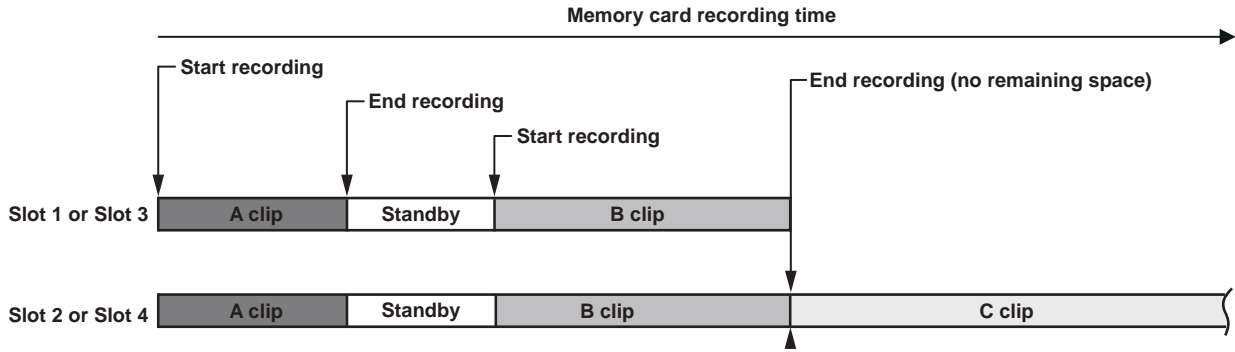 Memory card recording time
Start recording
End recording (no remaining space)
End recording
Start recording
Slot 1 or Slot 3 A clip Standby B clip
Slot 2 or Slot 4 A clip Standby B clip C clip